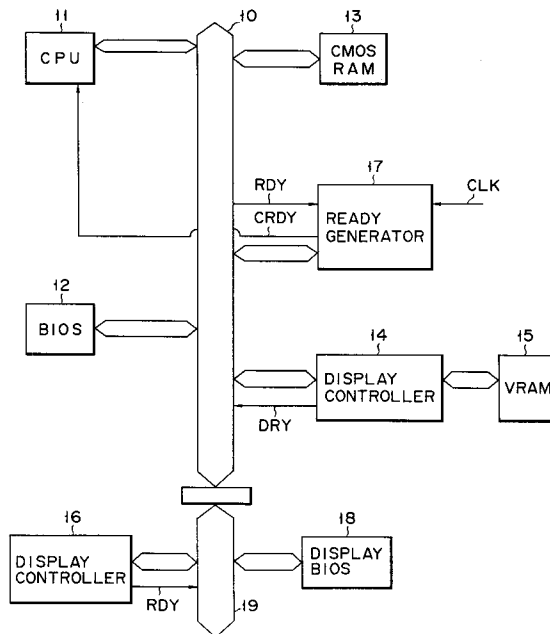 10
11
CPU
13
CMOS
RAM
17
RDY
CLK
CRDY
READY
GENERATOR
12
BIOS
14
15
DISPLAY
CONTROLLER
VRAM
DRY
16
18
DISPLAY
CONTROLLER
DISPLAY
BIOS
RDY
19